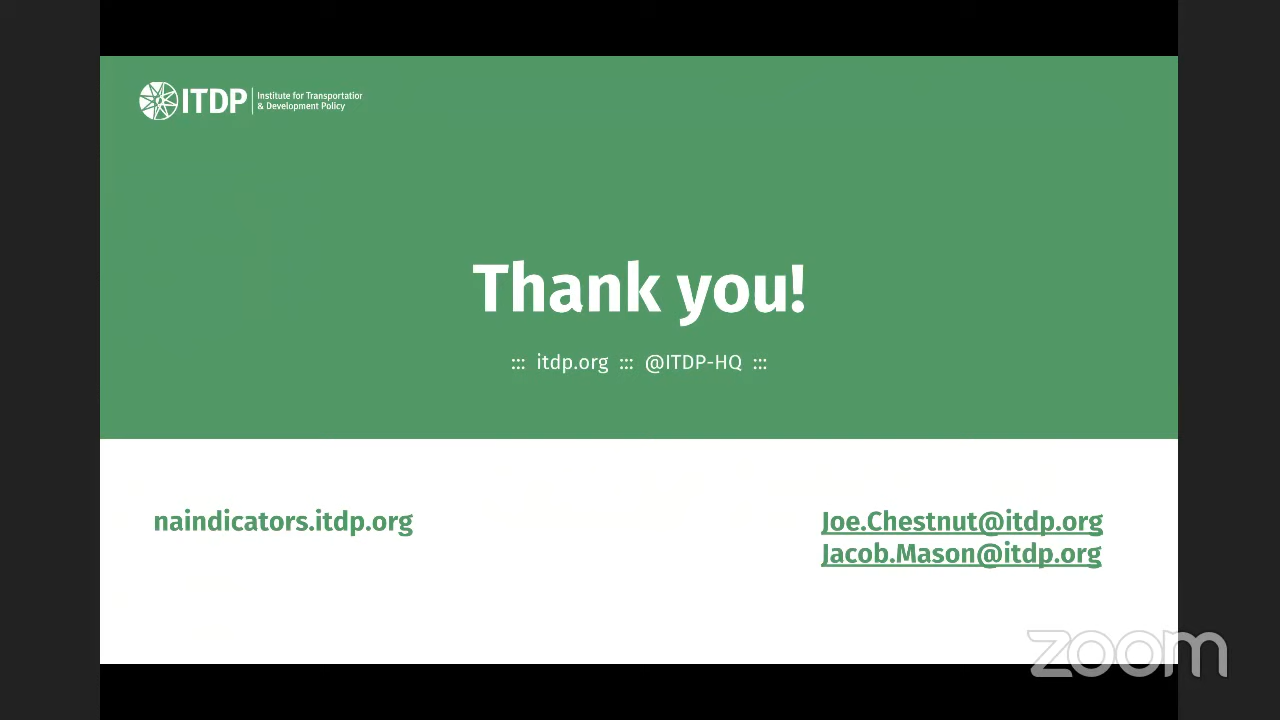 ITDP
Institute for Transportation
& Development Policy
Thank you!
::: itdp.org ::: @ITDP-HQ :::
naindicators.itdp.org
Joe.Chestnut@itdp.org
Jacob.Mason@itdp.org
zoom